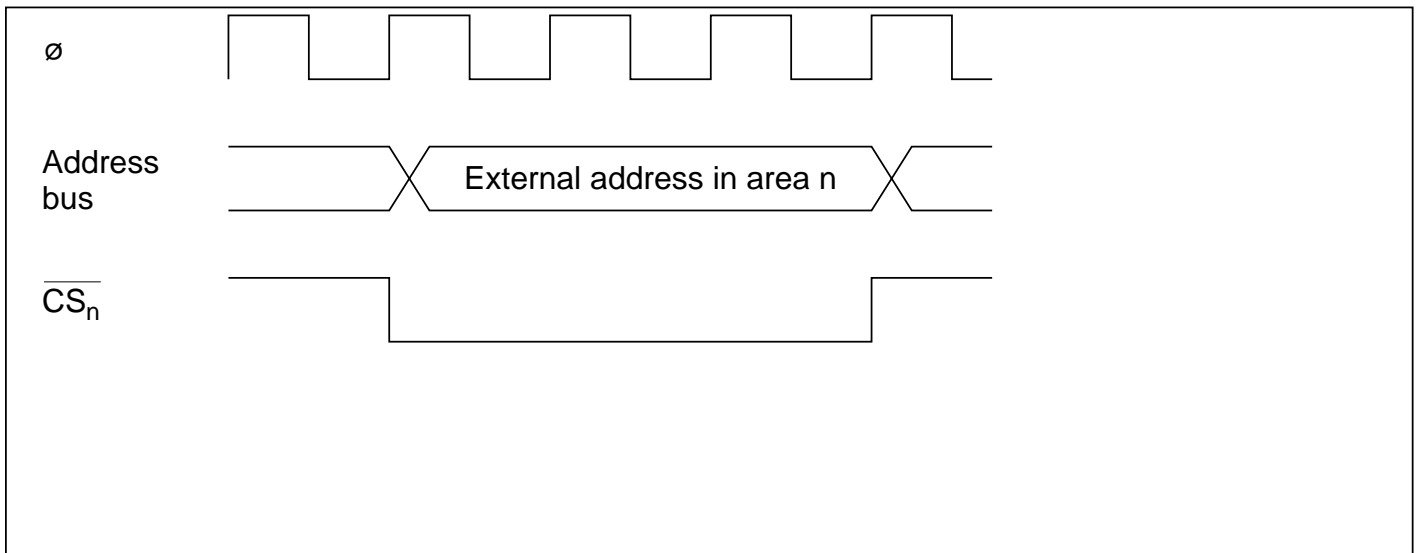 ø
Address
bus
External address in area n
CSn